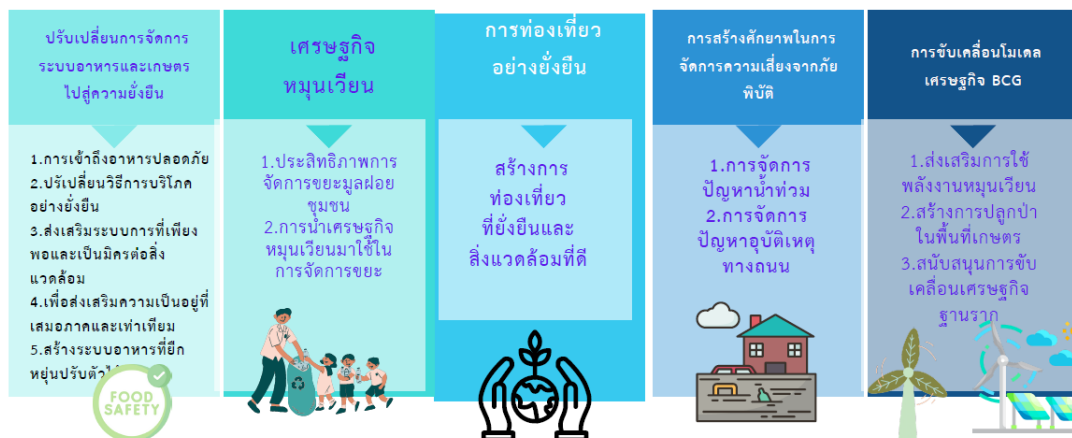 ปรับเปลี่ยนการจัดการ
ระบบอาหารและเกษตร
ไปสู่ความยั่งยืน
1.การเข้าถึงอาหารปลอดภัย
2.ปรัเปลี่ยนวิธีการบริโภค
อย่างยั่งยืน
3.ส่งเสริมระบบการที่เพียง
พอและเป็นมิตรต่อสิ่ง
แวดล้อม
4.เพื่อส่งเสริมความเป็นอยู่ที่
เสมอภาคและเท่าเทียม
5.สร้างระบบอาหารที่ยืก
หยุ่นปรับตัว
FOOD
SAFETY
เศรษฐกิจ
หมุนเวียน
1.ประสิทธิภาพการ
จัดการขยะมูลฝอย
ชุมชน
2.การนำเศรษฐกิจ
หมุนเวียนมาใช้ใน
การจัดการขยะ
การท่องเที่ยว
อย่างยั่งยืน
สร้างการ
ท่องเที่ยว
ที่ยั่งยืนและ
สิ่งแวดล้อมที่ดี
การสร้างศักยภาพในการ
จัดการความเสี่ยงจากภัย
พิบัติ
1.การจัดการ
ปัญหาน้ำท่วม
2.การจัดการ
ปัญหาอุบัติเหตุ
ทางถนน
การขับเคลื่อนโมเดล
เศรษฐกิจ BCG
1.ส่งเสริมการใช้
พลังงานหมุนเวียน
2.สร้างการปลูกป่า
ในพื้นที่เกษตร
3.สนับสนุนการขับ
เคลื่อนเศรษฐกิจ
ฐานราก